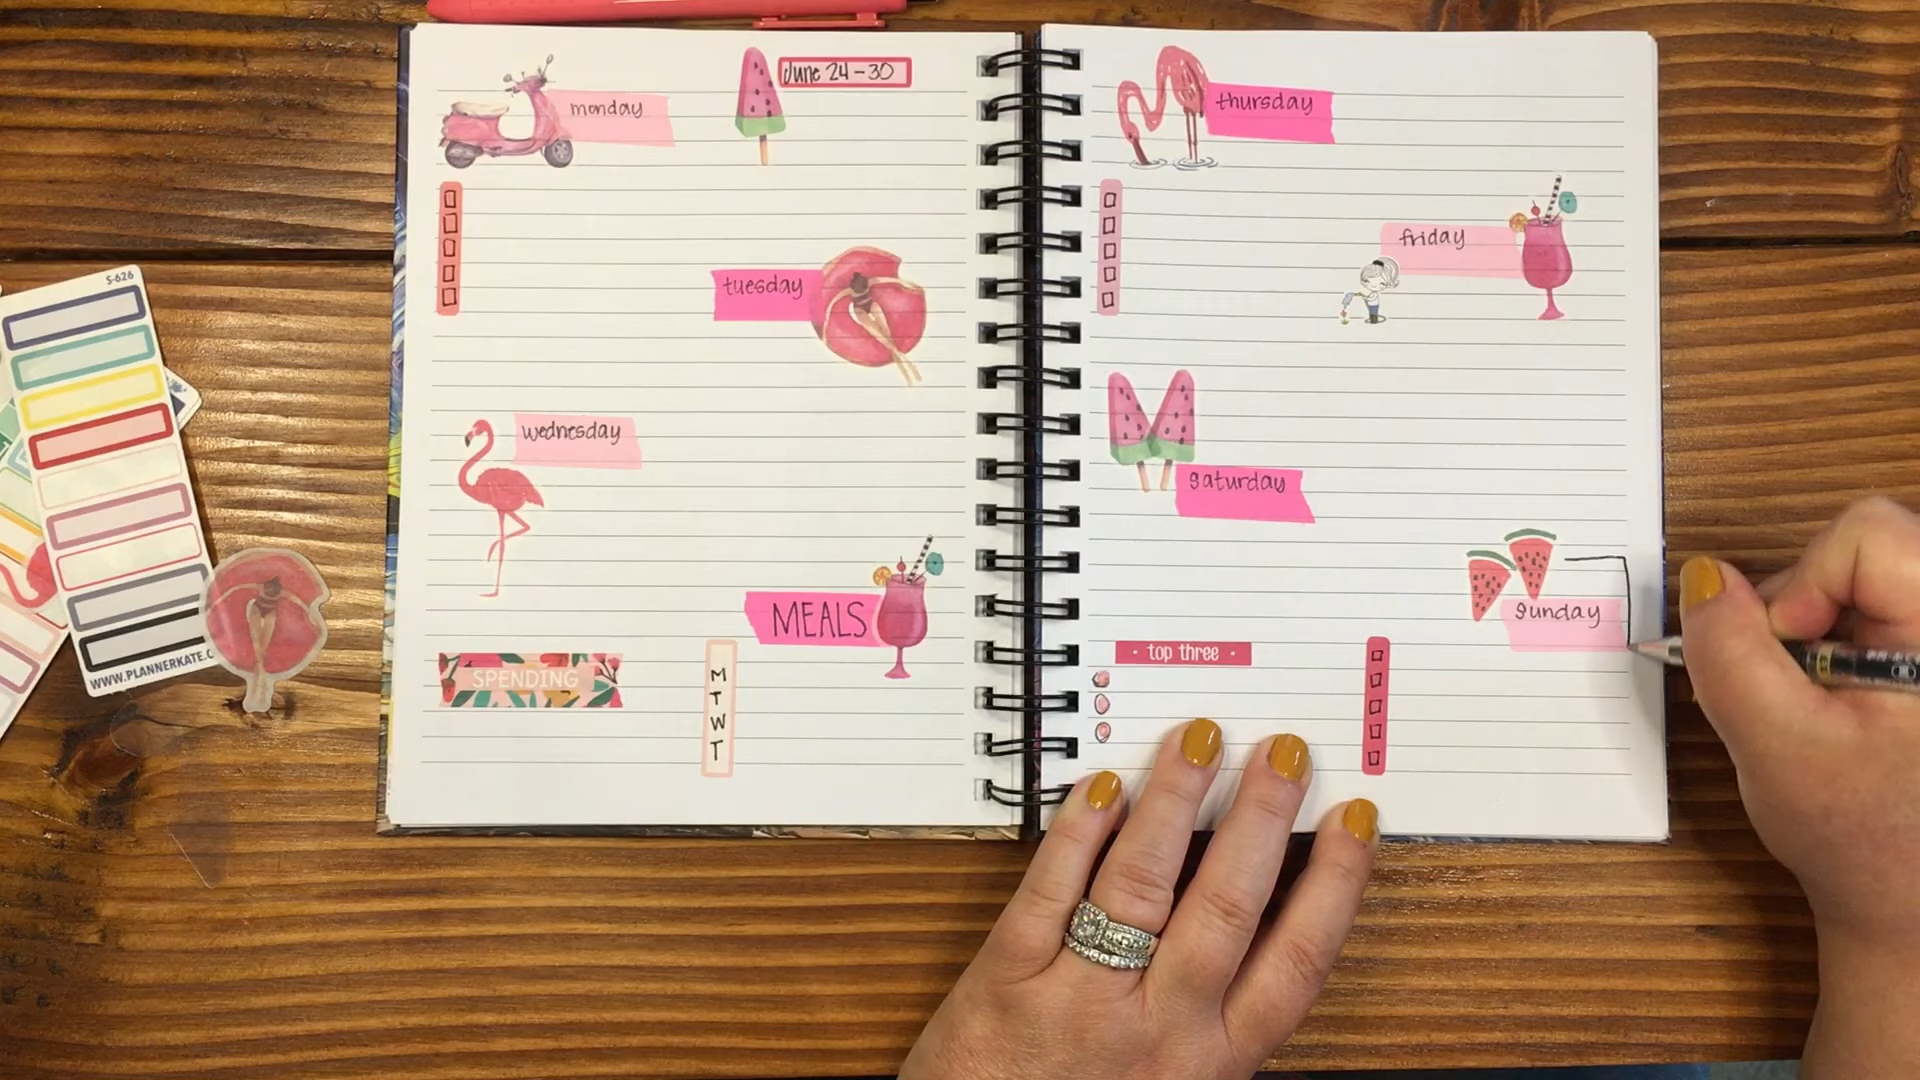 June 24-30
monday
tuesday
wednesday
MEALS
SPENDING
M
T
W
T
thursday
friday
saturday
sunday
· top three ·
S-626
WWW.PLANNERKATE.C